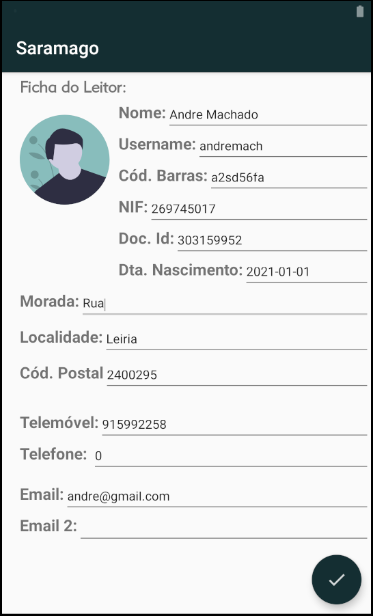 Saramago
Ficha do Leitor:
Nome: Andre Machado
Username: andremach
Cód. Barras: a2sd56fa
NIF: 269745017
Doc. Id: 303159952
Dta. Nascimento: 2021-01-01
Morada: Rua
Localidade: Leiria
Cód. Postal 2400295
Telemóvel: 915992258
Telefone: 0
Email: andre@gmail.com
Email 2: